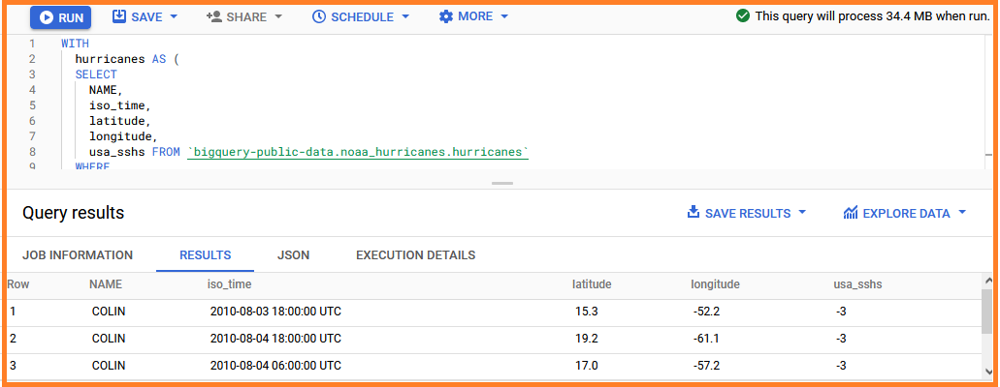 RUN SAVE SHARE SCHEDULE MORE This query will process 34.4 MB when run.
1 WITH
2 hurricanes AS (
3 SELECT
4 NAME,
5 iso_time,
6 latitude,
7 longitude,
8 usa_sshs FROM `bigquery-public-data.noaa_hurricanes.hurricanes`
9 WHERE
Query results SAVE RESULTS EXPLORE DATA
JOB INFORMATION RESULTS JSON EXECUTION DETAILS
Row NAME iso_time latitude longitude usa_sshs
1 COLIN 2010-08-03 18:00:00 UTC 15.3 -52.2 -3
2 COLIN 2010-08-04 18:00:00 UTC 19.2 -61.1 -3
3 COLIN 2010-08-04 06:00:00 UTC 17.0 -57.2 -3